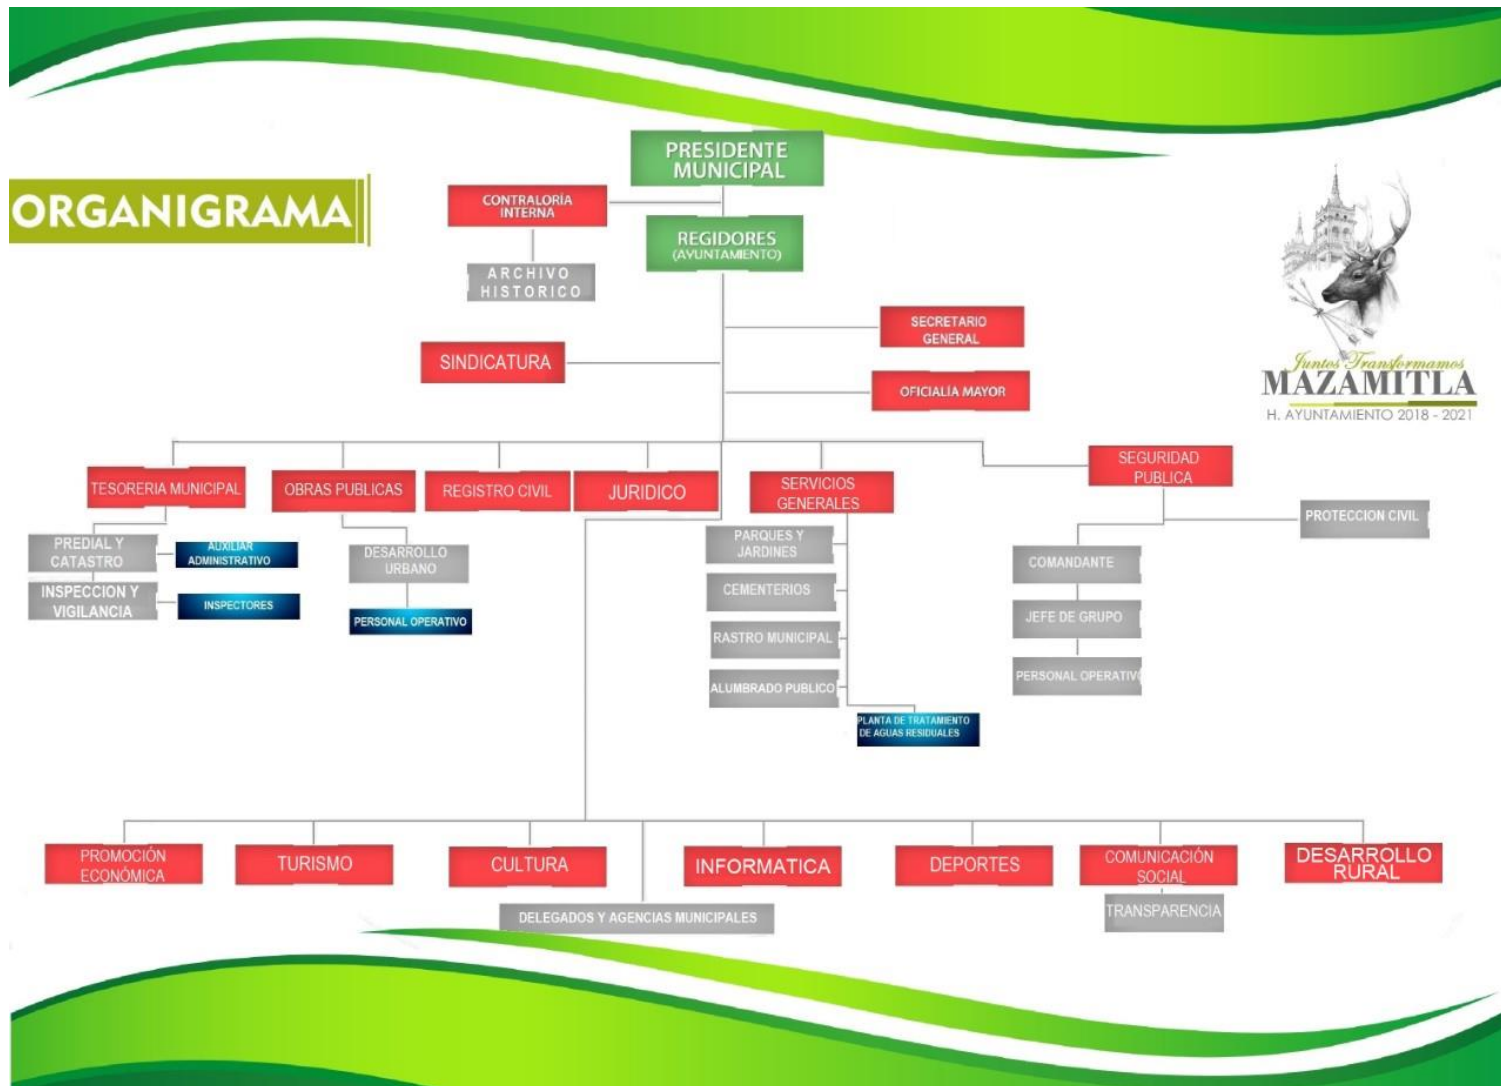 PRESIDENTE
MUNICIPAL
ORGANIGRAMA
CONTRALORÍA
INTERNA
REGIDORES
(AYUNTAMIENTO)
ARCHIVO
HISTORICO
SECRETARIO
GENERAL
SINDICATURA
OFICIALÍA MAYOR
Juntos Transformamos
MAZAMITLA
H. AYUNTAMIENTO 2018 - 2021
TESORERIA MUNICIPAL
OBRAS PUBLICAS
REGISTRO CIVIL
JURIDICO
SERVICIOS
GENERALES
SEGURIDAD
PUBLICA
PREDIAL Y
CATASTRO
AUXILIAR
ADMINISTRATIVO
INSPECCION Y
VIGILANCIA
INSPECTORES
DESARROLLO
URBANO
PERSONAL OPERATIVO
PARQUES Y
JARDINES
CEMENTERIOS
RASTRO MUNICIPAL
ALUMBRADO PUBLICO
PLANTA DE TRATAMIENTO
DE AGUAS RESIDUALES
PROTECCION CIVIL
COMANDANTE
JEFE DE GRUPO
PERSONAL OPERATIVO
PROMOCIÓN
ECONÓMICA
TURISMO
CULTURA
INFORMATICA
DEPORTES
COMUNICACIÓN
SOCIAL
DESARROLLO
RURAL
DELEGADOS Y AGENCIAS MUNICIPALES
TRANSPARENCIA